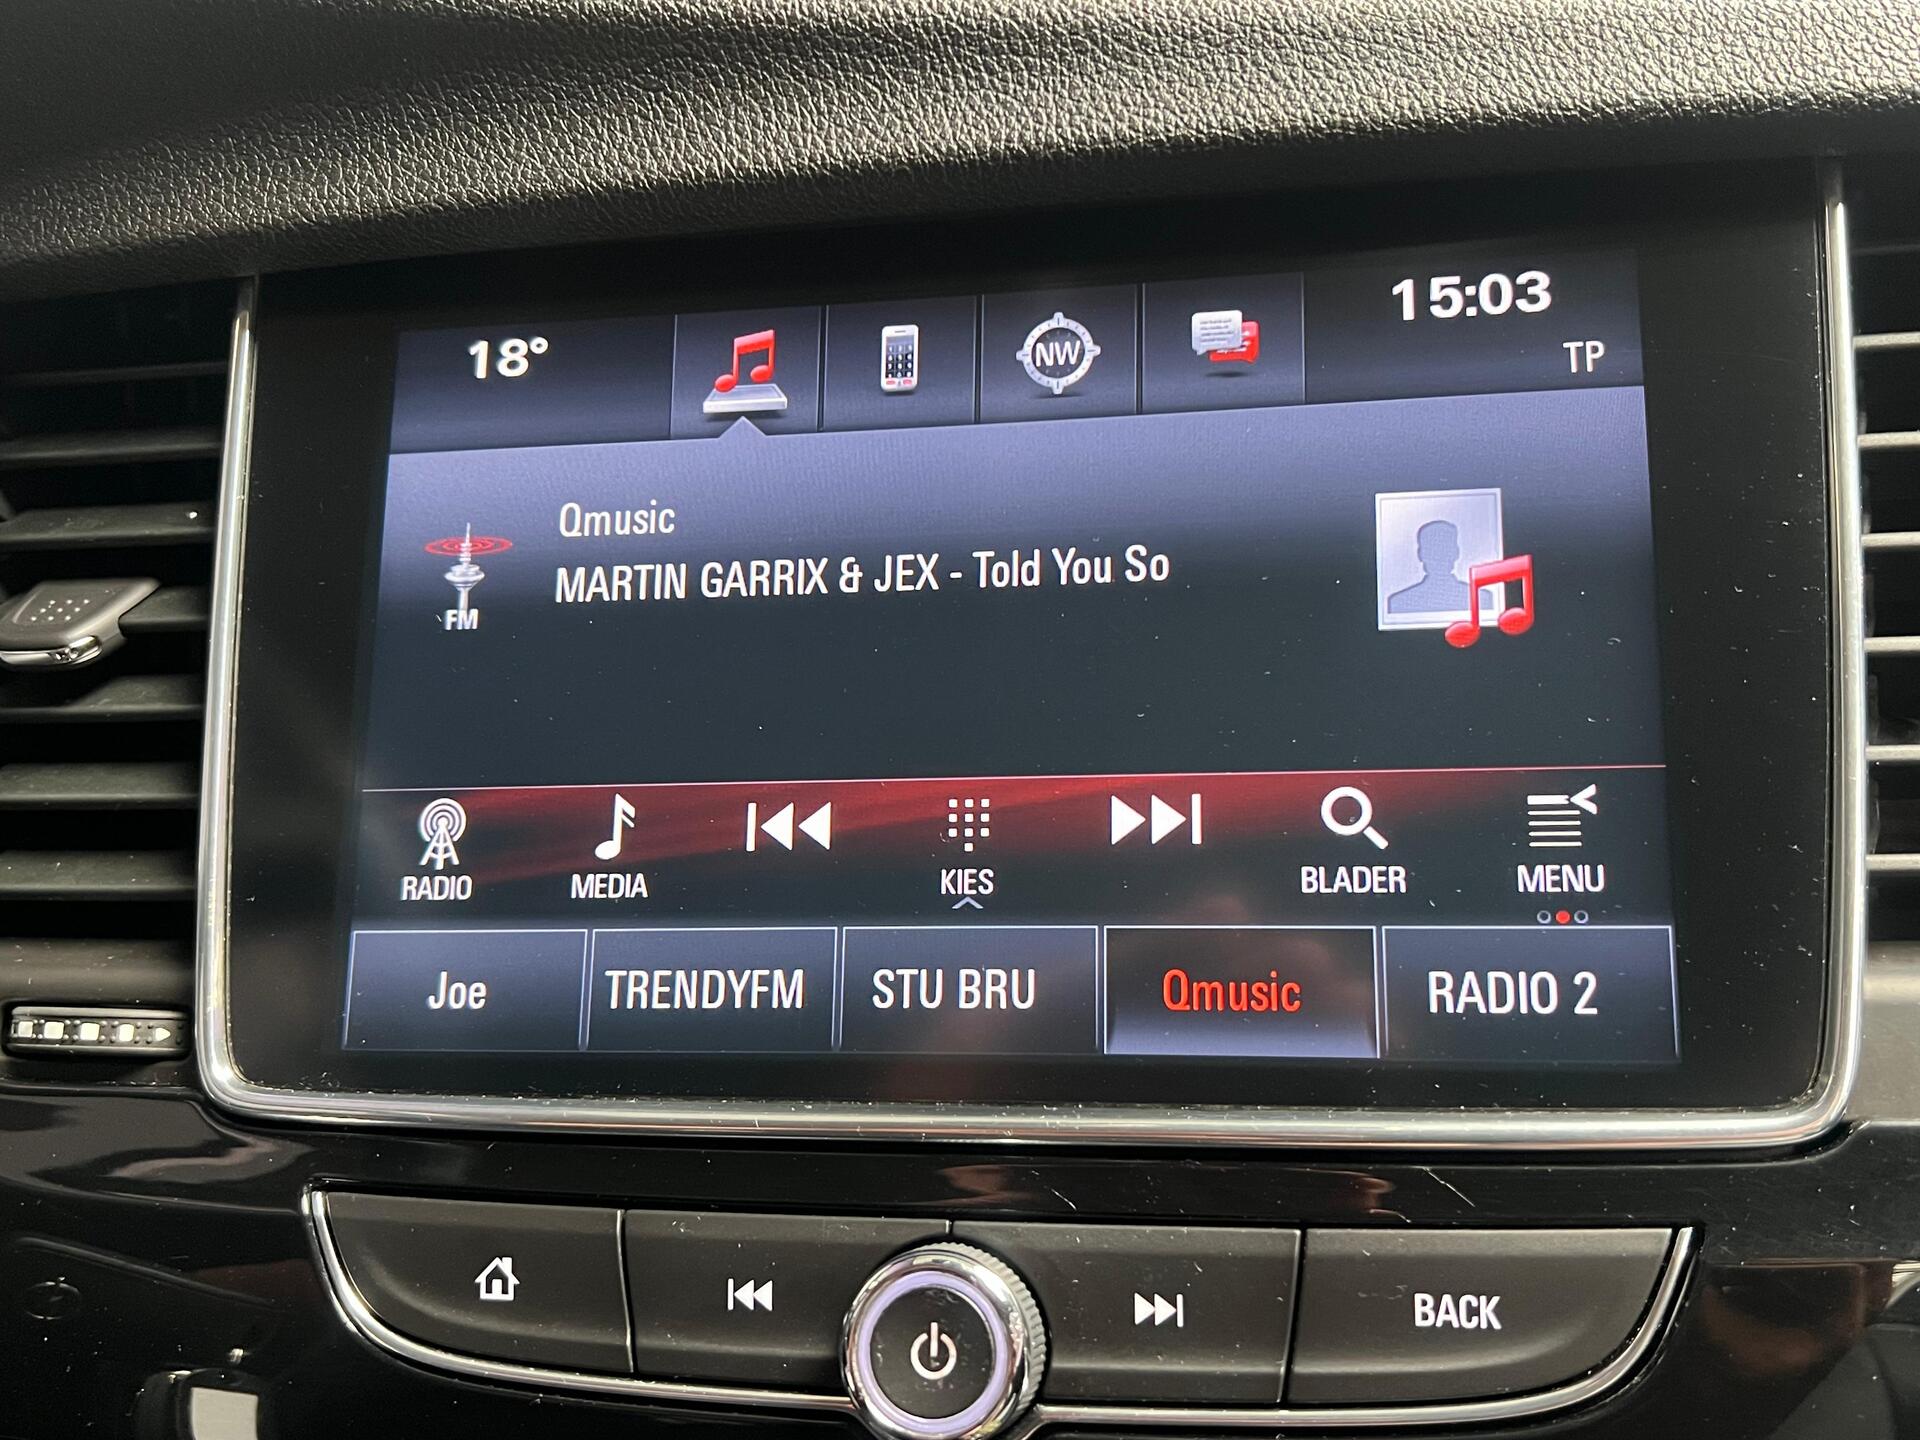 18°
NW
15:03
TP
Qmusic
MARTIN GARRIX & JEX - Told You So
FM
RADIO
MEDIA
KIES
BLADER
MENU
Joe
TRENDYFM
STU BRU
Qmusic
RADIO 2
BACK